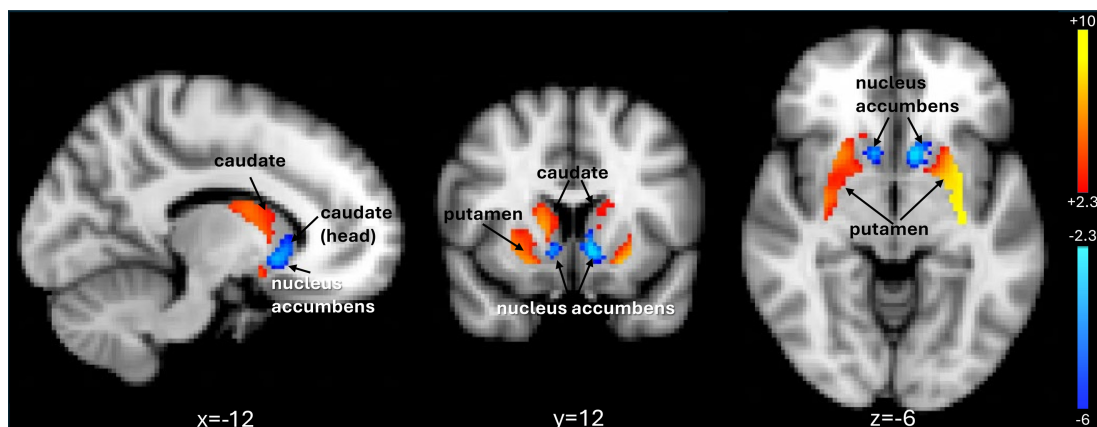 caudate
caudate
(head)
nucleus
accumbens
x=-12
caudate
putamen
nucleus accumbens
y=12
nucleus
accumbens
putamen
z=-6
+10
+2.3
-2.3
-6